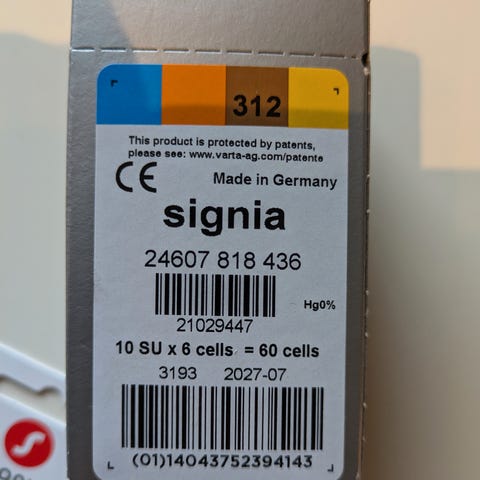 312
This product is protected by patents,
please see: www.varta-ag.com/patente
CE Made in Germany
signia
24607 818 436
Hg0%
21029447
10 SU x 6 cells = 60 cells
3193 2027-07
(01)14043752394143